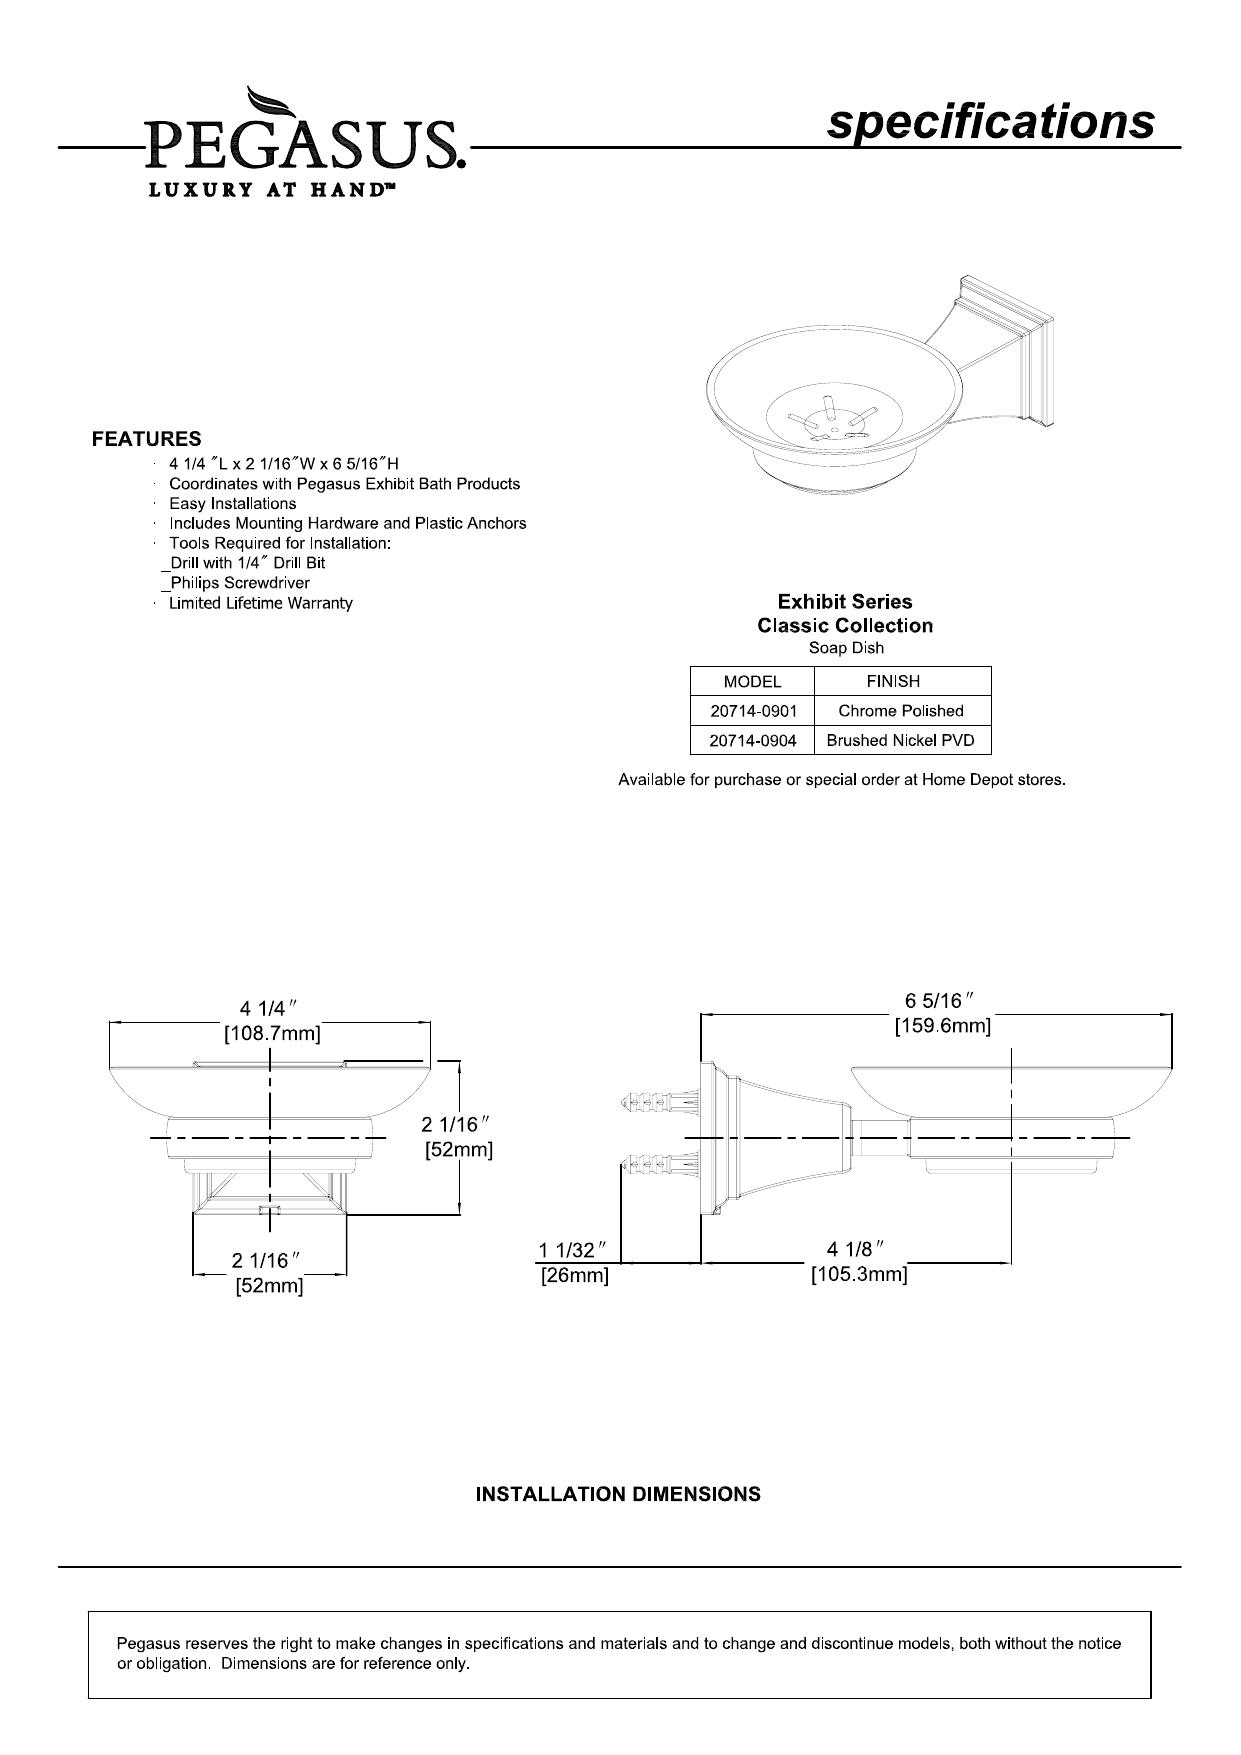 PEGASUS.
LUXURY AT HAND™
specifications
FEATURES
· 4 1/4 ″L x 2 1/16″W x 6 5/16″H
· Coordinates with Pegasus Exhibit Bath Products
· Easy Installations
· Includes Mounting Hardware and Plastic Anchors
· Tools Required for Installation:
_Drill with 1/4″ Drill Bit
_Philips Screwdriver
· Limited Lifetime Warranty
Exhibit Series
Classic Collection
Soap Dish
MODEL FINISH
20714-0901 Chrome Polished
20714-0904 Brushed Nickel PVD
Available for purchase or special order at Home Depot stores.
4 1/4″
[108.7mm]
2 1/16″
[52mm]
2 1/16″
[52mm]
6 5/16″
[159.6mm]
1 1/32″
[26mm]
4 1/8″
[105.3mm]
INSTALLATION DIMENSIONS
Pegasus reserves the right to make changes in specifications and materials and to change and discontinue models, both without the notice
or obligation. Dimensions are for reference only.